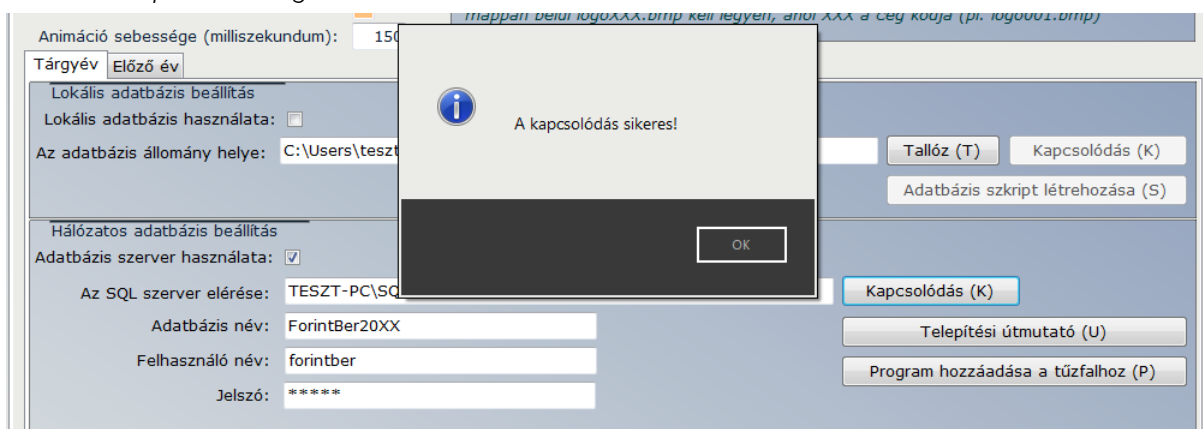 mappán belül logoXXX.bmp kell legyen, ahol XXX a cég kódja (pl. logo001.bmp)
Animáció sebessége (milliszekundum): 150
Tárgyév Előző év
Lokális adatbázis beállítás
Lokális adatbázis használata:
A kapcsolódás sikeres!
Az adatbázis állomány helye: C:\Users\teszt Tallóz (T) Kapcsolódás (K)
Adatbázis szkript létrehozása (S)
Hálózatos adatbázis beállítás
Adatbázis szerver használata:
OK
Az SQL szerver elérése: TESZT-PC\SQ Kapcsolódás (K)
Adatbázis név: ForintBer20XX Telepítési útmutató (U)
Felhasználó név: forintber Program hozzáadása a tűzfalhoz (P)
Jelszó: *****